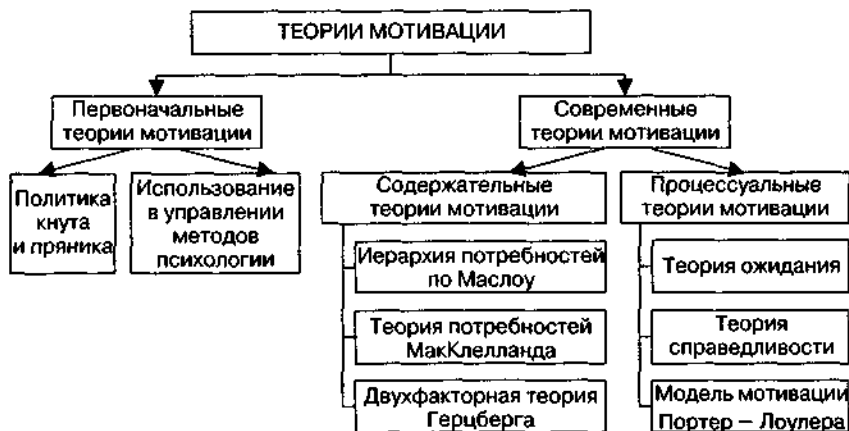 ТЕОРИИ МОТИВАЦИИ
Первоначальные
теории мотивации
Современные
теории мотивации
Политика
кнута
и пряника
Использование
в управлении
методов
психологии
Содержательные
теории мотивации
Иерархия потребностей
по Маслоу
Теория потребностей
МакКлелланда
Двухфакторная теория
Герцберга
Процессуальные
теории мотивации
Теория ожидания
Теория
справедливости
Модель мотивации
Портер – Лоулера